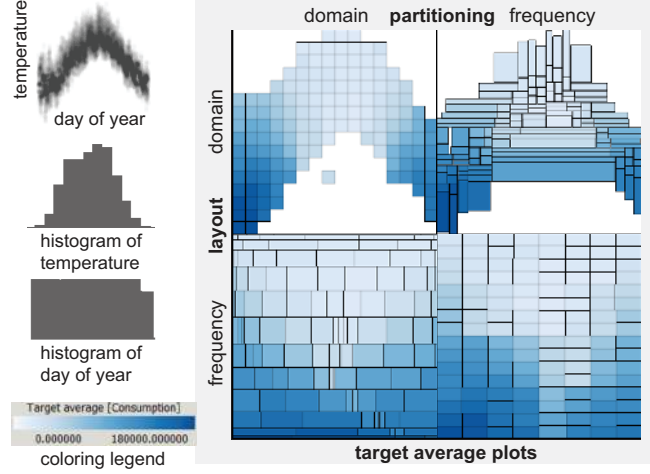 domain partitioning frequency
temperature
day of year
histogram of
temperature
histogram of
day of year
Target average [Consumption]
0.000000 180000.000000
coloring legend
domain
layout
frequency
target average plots